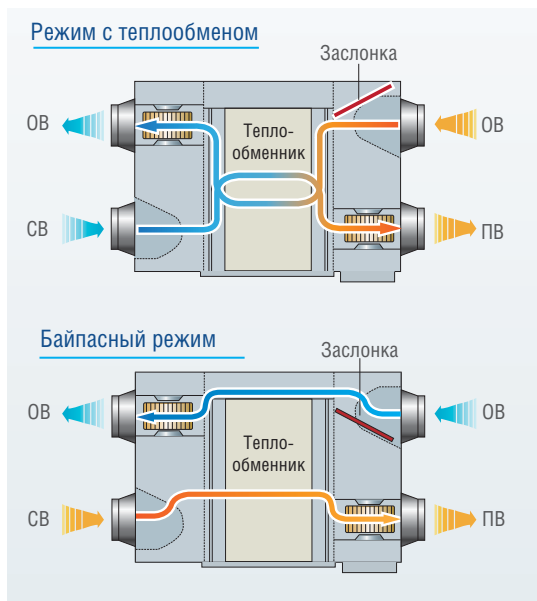 Режим с теплообменом
Заслонка
ОВ
Тепло-
обменник
ОВ
СВ
ПВ
Байпасный режим
Заслонка
ОВ
Тепло-
обменник
ОВ
СВ
ПВ